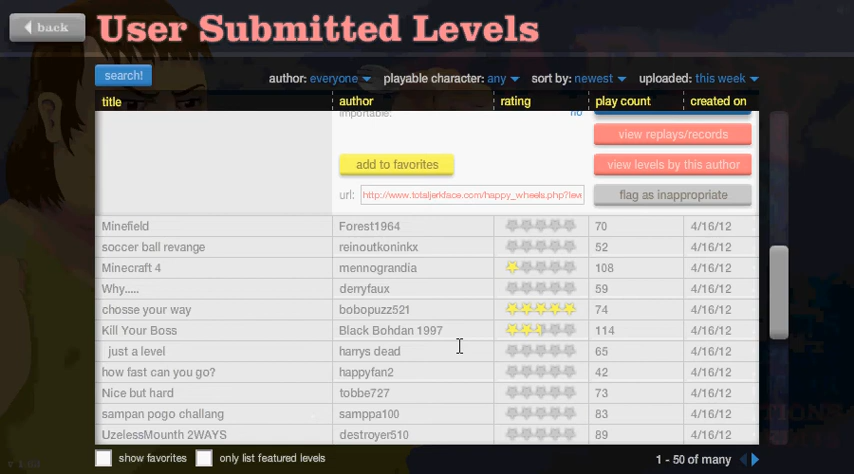 back
User Submitted Levels
search!
author: everyone playable character: any sort by: newest uploaded: this week
title author rating play count created on
importable: no
view replays/records
add to favorites view levels by this author
url: http://www.totaljerkface.com/happy_wheels.php?lev flag as inappropriate
Minefield Forest1964 70 4/16/12
soccer ball revange reinoutkoninkx 52 4/16/12
Minecraft 4 mennograndia 108 4/16/12
Why..... derryfaux 59 4/16/12
chosse your way bobopuzz521 74 4/16/12
Kill Your Boss Black Bohdan 1997 114 4/16/12
just a level harrys dead 65 4/16/12
how fast can you go? happyfan2 42 4/16/12
Nice but hard tobbe727 73 4/16/12
sampan pogo challang samppa100 83 4/16/12
UzelessMounth 2WAYS destroyer510 89 4/16/12
show favorites only list featured levels 1 - 50 of many